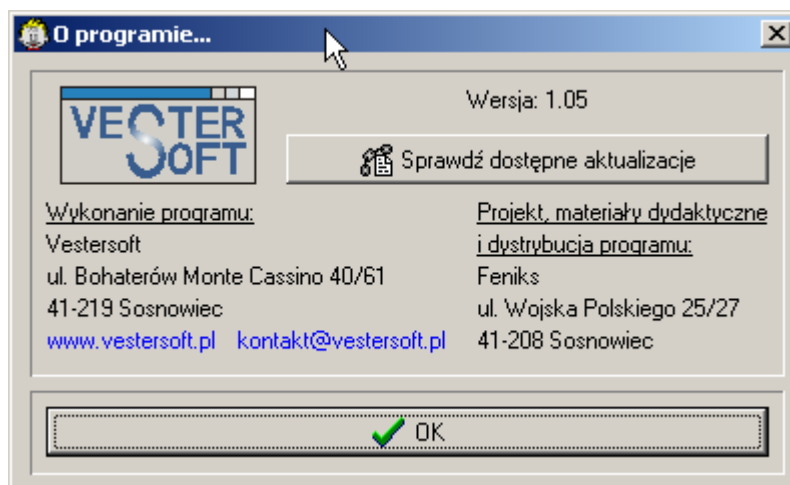 O programie...
VESTER
SOFT
Wersja: 1.05
Sprawdź dostępne aktualizacje
Wykonanie programu:
Vestersoft
ul. Bohaterów Monte Cassino 40/61
41-219 Sosnowiec
www.vestersoft.pl kontakt@vestersoft.pl
Projekt, materiały dydaktyczne
i dystrybucja programu:
Feniks
ul. Wojska Polskiego 25/27
41-208 Sosnowiec
OK